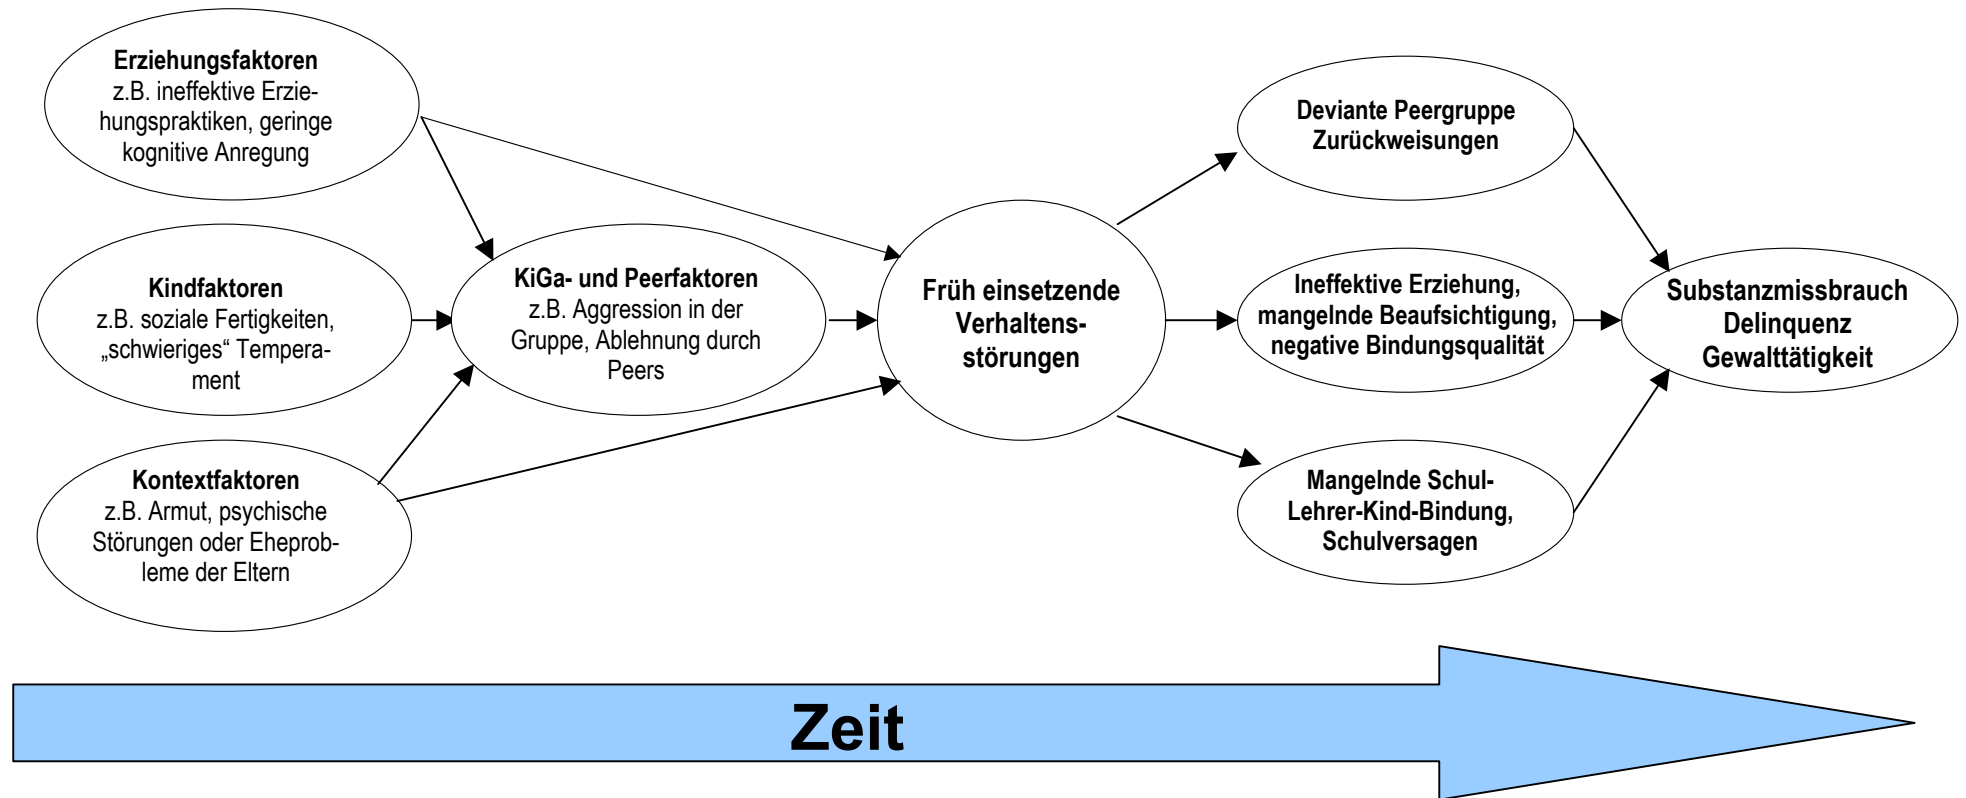 Erziehungsfaktoren
z.B. ineffektive Erzie-
hungspraktiken, geringe
kognitive Anregung
Kindfaktoren
z.B. soziale Fertigkeiten,
„schwieriges“ Tempera-
ment
Kontextfaktoren
z.B. Armut, psychische
Störungen oder Eheprob-
leme der Eltern
KiGa- und Peerfaktoren
z.B. Aggression in der
Gruppe, Ablehnung durch
Peers
Früh einsetzende
Verhaltens-
störungen
Deviante Peergruppe
Zurückweisungen
Ineffektive Erziehung,
mangelnde Beaufsichtigung,
negative Bindungsqualität
Mangelnde Schul-
Lehrer-Kind-Bindung,
Schulversagen
Substanzmissbrauch
Delinquenz
Gewalttätigkeit
Zeit